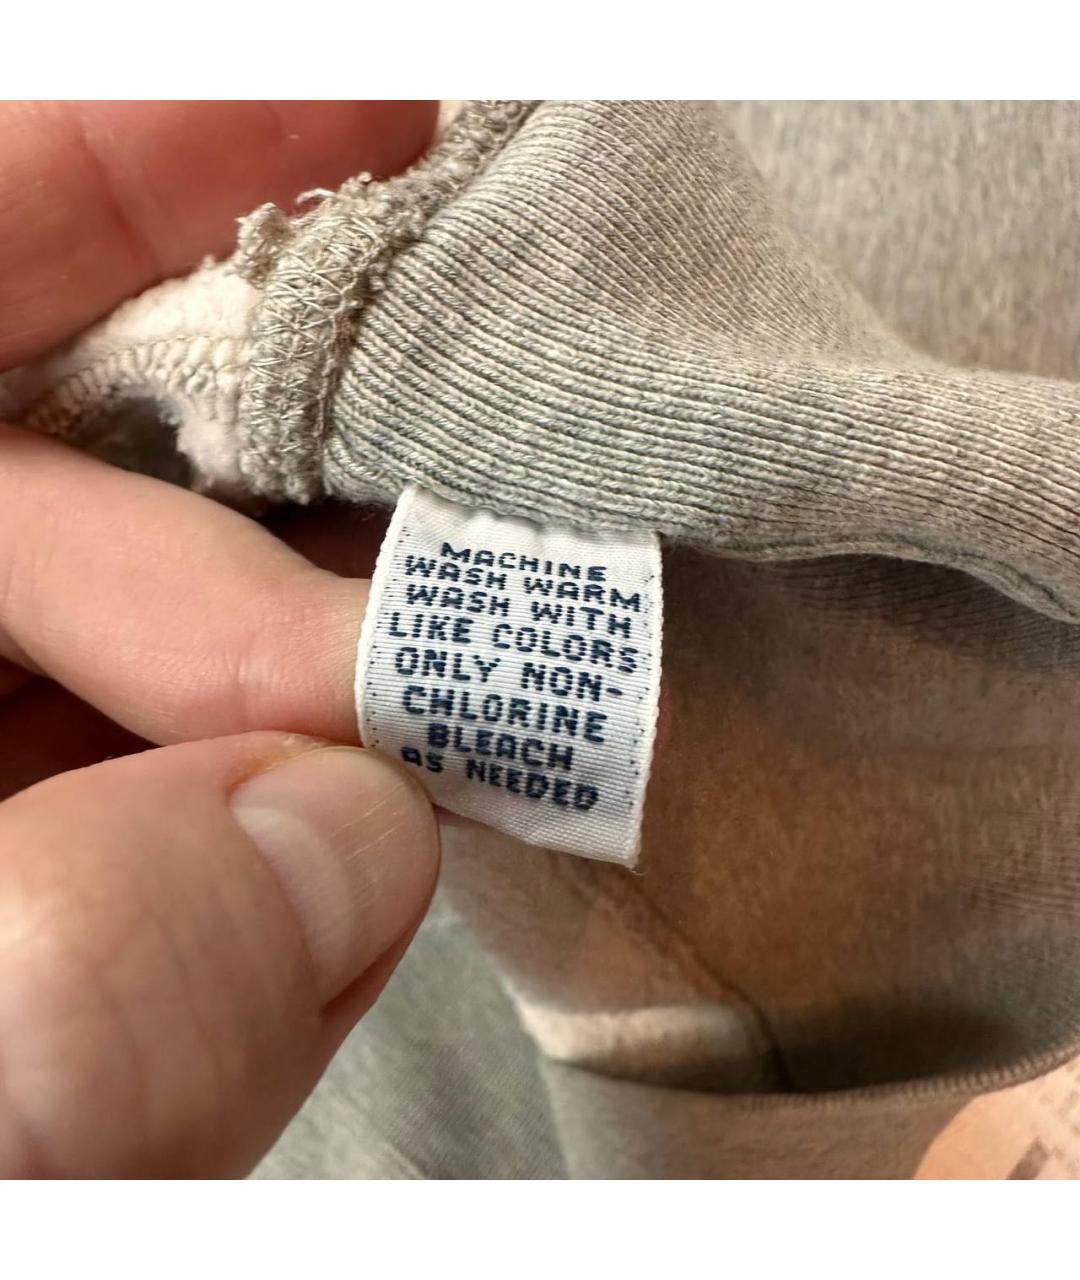 MACHINE
WASH WARM
WASH WITH
LIKE COLORS
ONLY NON-
CHLORINE
BLEACH
AS NEEDED